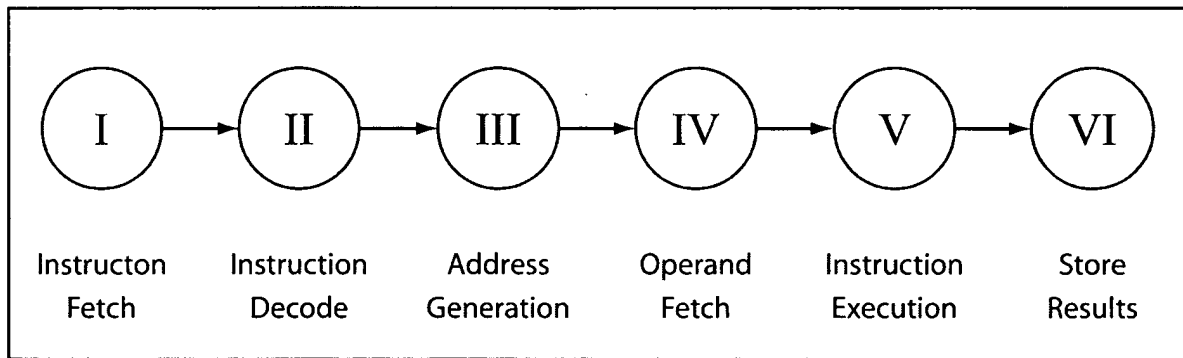 I II III IV V VI
Instructon Instruction Address Operand Instruction Store
Fetch Decode Generation Fetch Execution Results